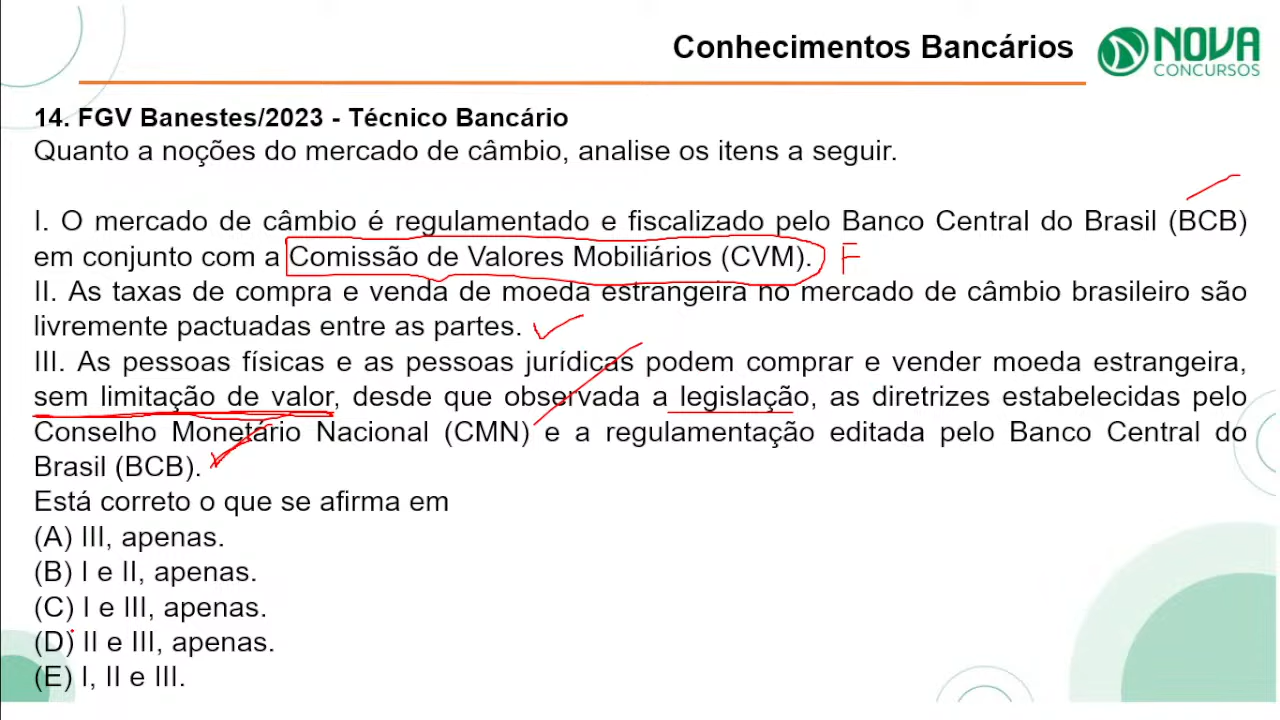 Conhecimentos Bancários
NOVA
CONCURSOS
14. FGV Banestes/2023 - Técnico Bancário
Quanto a noções do mercado de câmbio, analise os itens a seguir.
I. O mercado de câmbio é regulamentado e fiscalizado pelo Banco Central do Brasil (BCB)
em conjunto com a Comissão de Valores Mobiliários (CVM). F
II. As taxas de compra e venda de moeda estrangeira no mercado de câmbio brasileiro são
livremente pactuadas entre as partes.
III. As pessoas físicas e as pessoas jurídicas podem comprar e vender moeda estrangeira,
sem limitação de valor, desde que observada a legislação, as diretrizes estabelecidas pelo
Conselho Monetário Nacional (CMN) e a regulamentação editada pelo Banco Central do
Brasil (BCB).
Está correto o que se afirma em
(A) III, apenas.
(B) I e II, apenas.
(C) I e III, apenas.
(D) II e III, apenas.
(E) I, II e III.